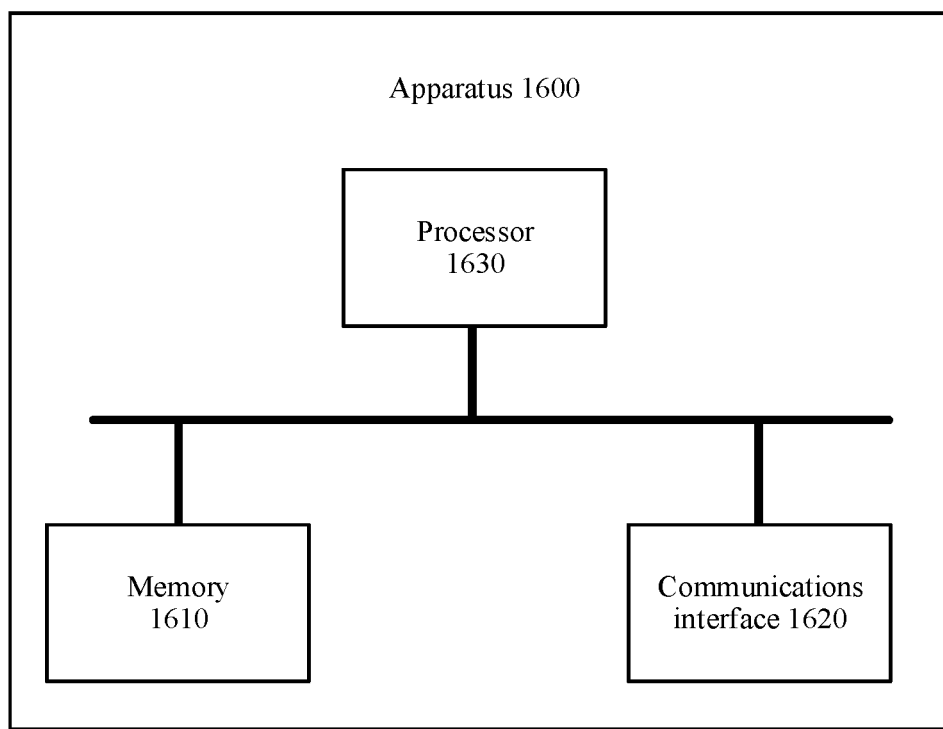 Apparatus 1600
Processor
1630
Memory
1610
Communications
interface 1620